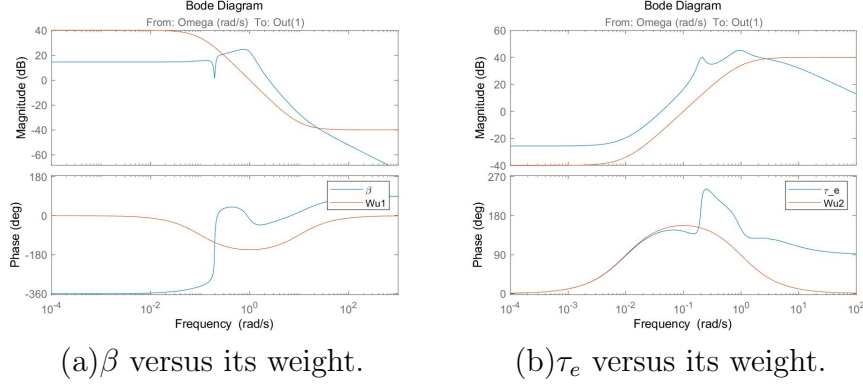 Bode Diagram
From: Omega (rad/s) To: Out(1)
Magnitude (dB)
40
20
0
-20
-40
-60
Phase (deg)
180
0
-180
-360
β
Wu1
10^-4
10^-2
10^0
10^2
Frequency (rad/s)
(a)β versus its weight.
Bode Diagram
From: Omega (rad/s) To: Out(1)
Magnitude (dB)
60
40
20
0
-20
-40
Phase (deg)
270
180
90
0
τ_e
Wu2
10^-4
10^-3
10^-2
10^-1
10^0
10^1
10^2
Frequency (rad/s)
(b)τ_e versus its weight.